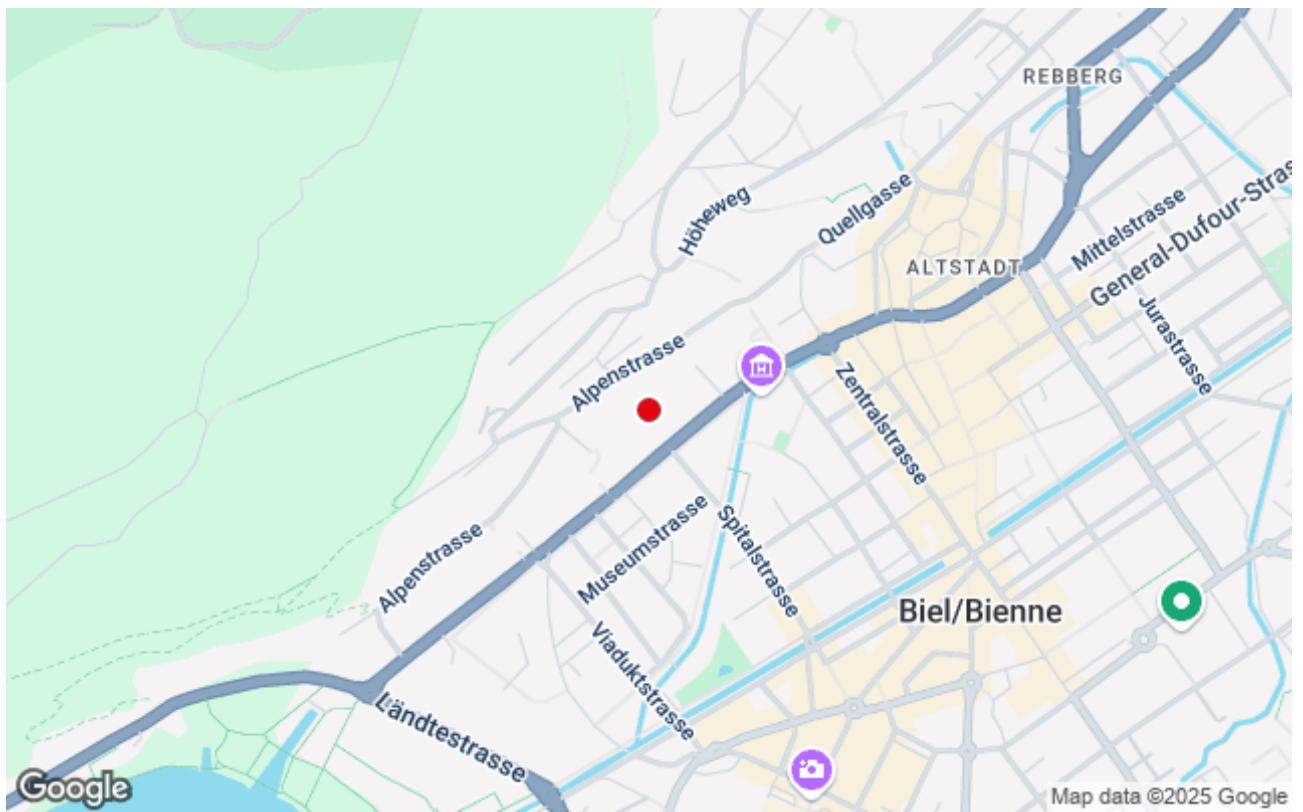 REBBERG
Höheweg
Quellgasse
Mittelstrasse
General-Dufour-Stras
ALTSTADT
Jurastrasse
Alpenstrasse
Zentralstrasse
Museumstrasse
Spitalstrasse
Alpenstrasse
Biel/Bienne
Viaduktstrasse
Ländtestrasse
H
Google
Map data ©2025 Google